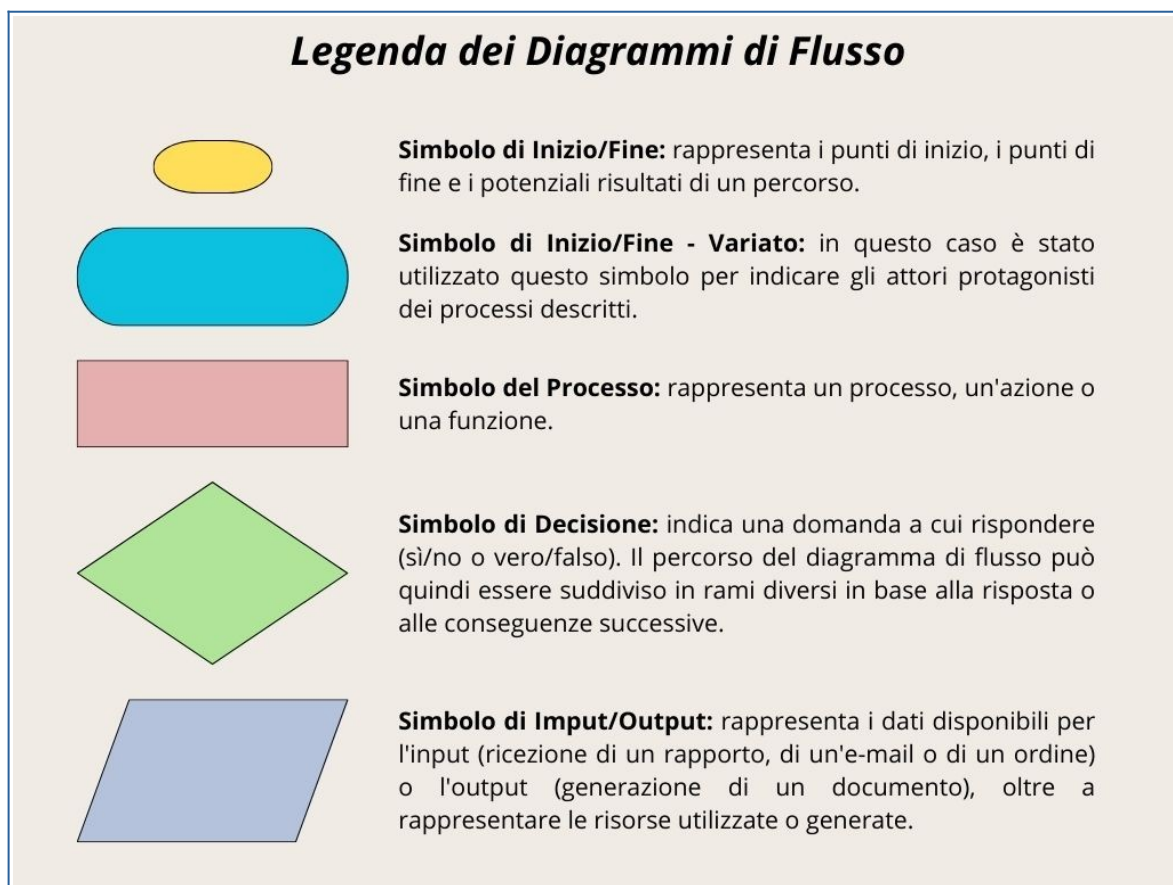 Legenda dei Diagrammi di Flusso
Simbolo di Inizio/Fine: rappresenta i punti di inizio, i punti di
fine e i potenziali risultati di un percorso.
Simbolo di Inizio/Fine - Variato: in questo caso è stato
utilizzato questo simbolo per indicare gli attori protagonisti
dei processi descritti.
Simbolo del Processo: rappresenta un processo, un'azione o
una funzione.
Simbolo di Decisione: indica una domanda a cui rispondere
(sì/no o vero/falso). Il percorso del diagramma di flusso può
quindi essere suddiviso in rami diversi in base alla risposta o
alle conseguenze successive.
Simbolo di Imput/Output: rappresenta i dati disponibili per
l'input (ricezione di un rapporto, di un'e-mail o di un ordine)
o l'output (generazione di un documento), oltre a
rappresentare le risorse utilizzate o generate.